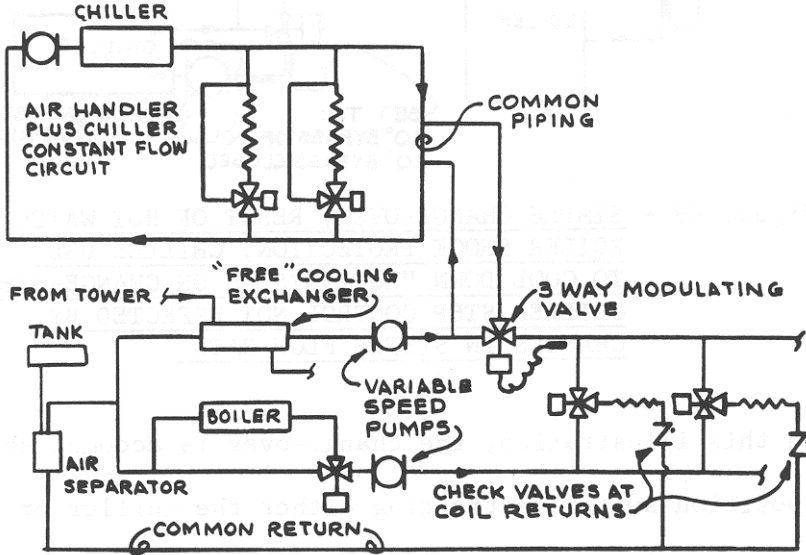 CHILLER
AIR HANDLER
PLUS CHILLER
CONSTANT FLOW
CIRCUIT
COMMON
PIPING
"FREE" COOLING
EXCHANGER
FROM TOWER
3 WAY MODULATING
VALVE
TANK
VARIABLE
SPEED
PUMPS
BOILER
AIR
SEPARATOR
CHECK VALVES AT
COIL RETURNS
COMMON RETURN